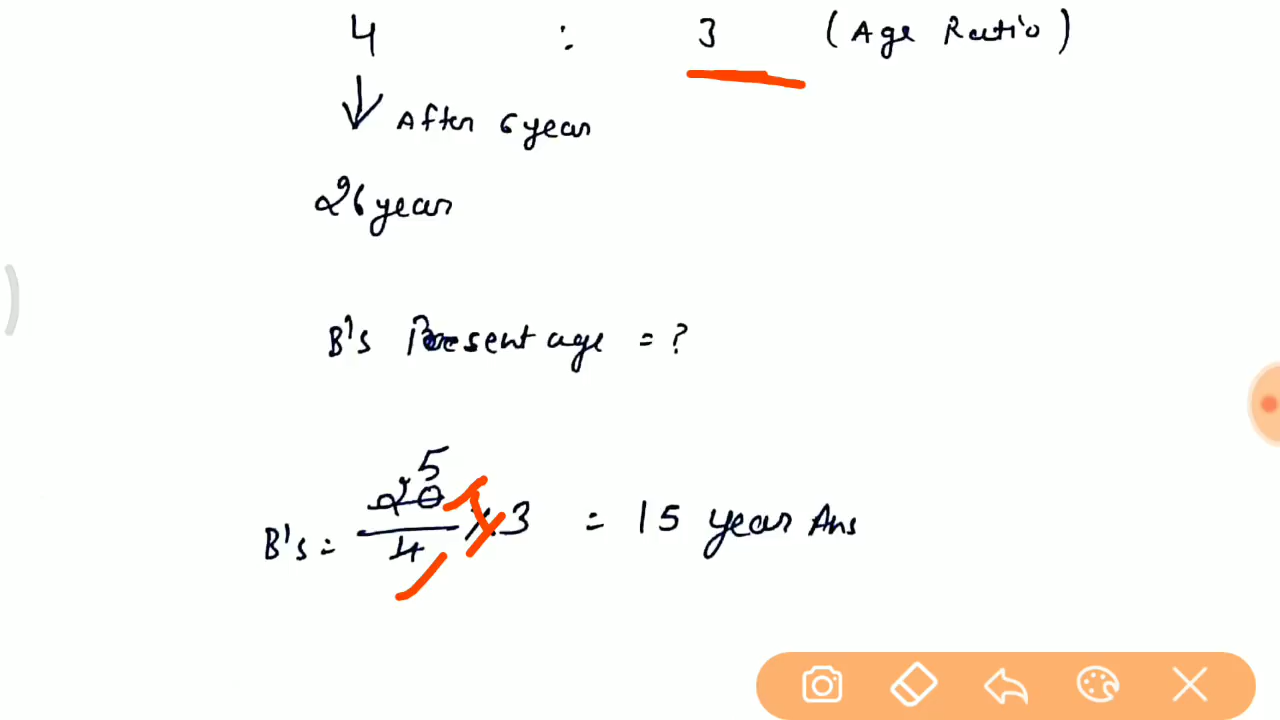 4 : 3 (Age Ratio)
↓ After 6 year
26 year
B's Present age = ?
5
B's = 20/4 × 3 = 15 year Ans